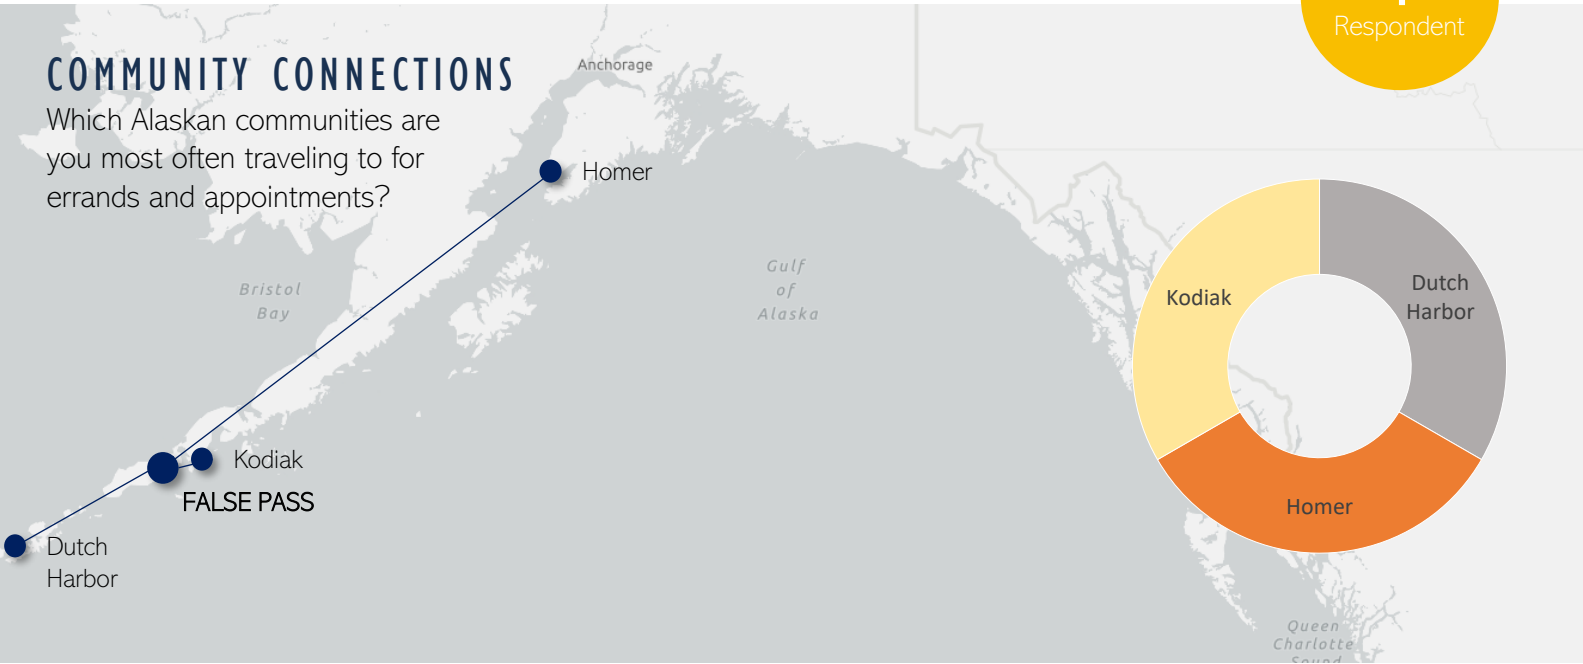 Respondent
COMMUNITY CONNECTIONS
Which Alaskan communities are
you most often traveling to for
errands and appointments?
Anchorage
Homer
Bristol
Bay
Gulf
of
Alaska
Kodiak
FALSE PASS
Dutch
Harbor
Kodiak
Dutch
Harbor
Homer
Queen
Charlotte
Sound